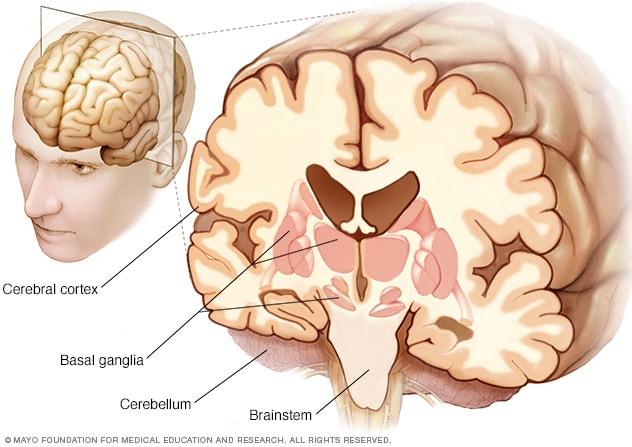 Cerebral cortex
Basal ganglia
Cerebellum
Brainstem
© MAYO FOUNDATION FOR MEDICAL EDUCATION AND RESEARCH. ALL RIGHTS RESERVED.